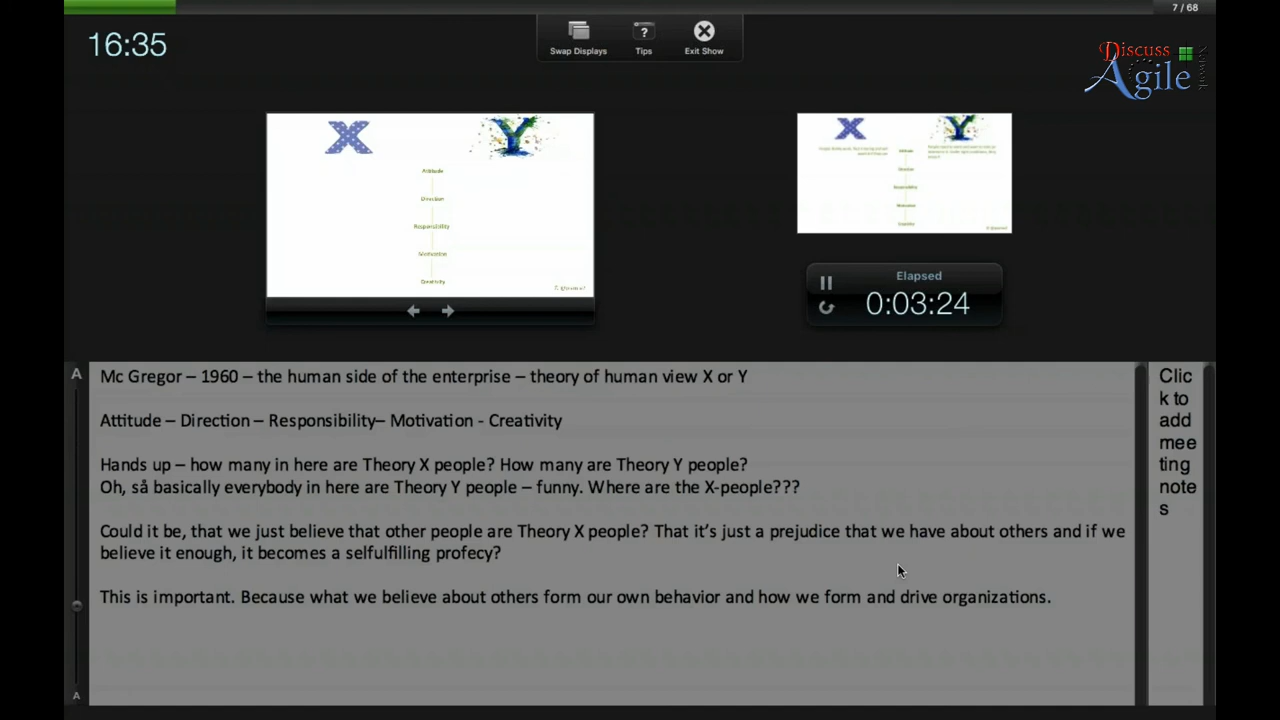 7 / 68
16:35
Swap Displays
Tips
Exit Show
Discuss
Agile
X
Y
Attitude
Direction
Responsibility
Motivation
Creativity
X
Y
Attitude
Direction
Responsibility
Motivation
Creativity
Elapsed
0:03:24
A
Mc Gregor – 1960 – the human side of the enterprise – theory of human view X or Y
Attitude – Direction – Responsibility– Motivation - Creativity
Hands up – how many in here are Theory X people? How many are Theory Y people?
Oh, så basically everybody in here are Theory Y people – funny. Where are the X-people???
Could it be, that we just believe that other people are Theory X people? That it's just a prejudice that we have about others and if we
believe it enough, it becomes a selfulfilling profecy?
This is important. Because what we believe about others form our own behavior and how we form and drive organizations.
A
Clic
k to
add
mee
ting
note
s